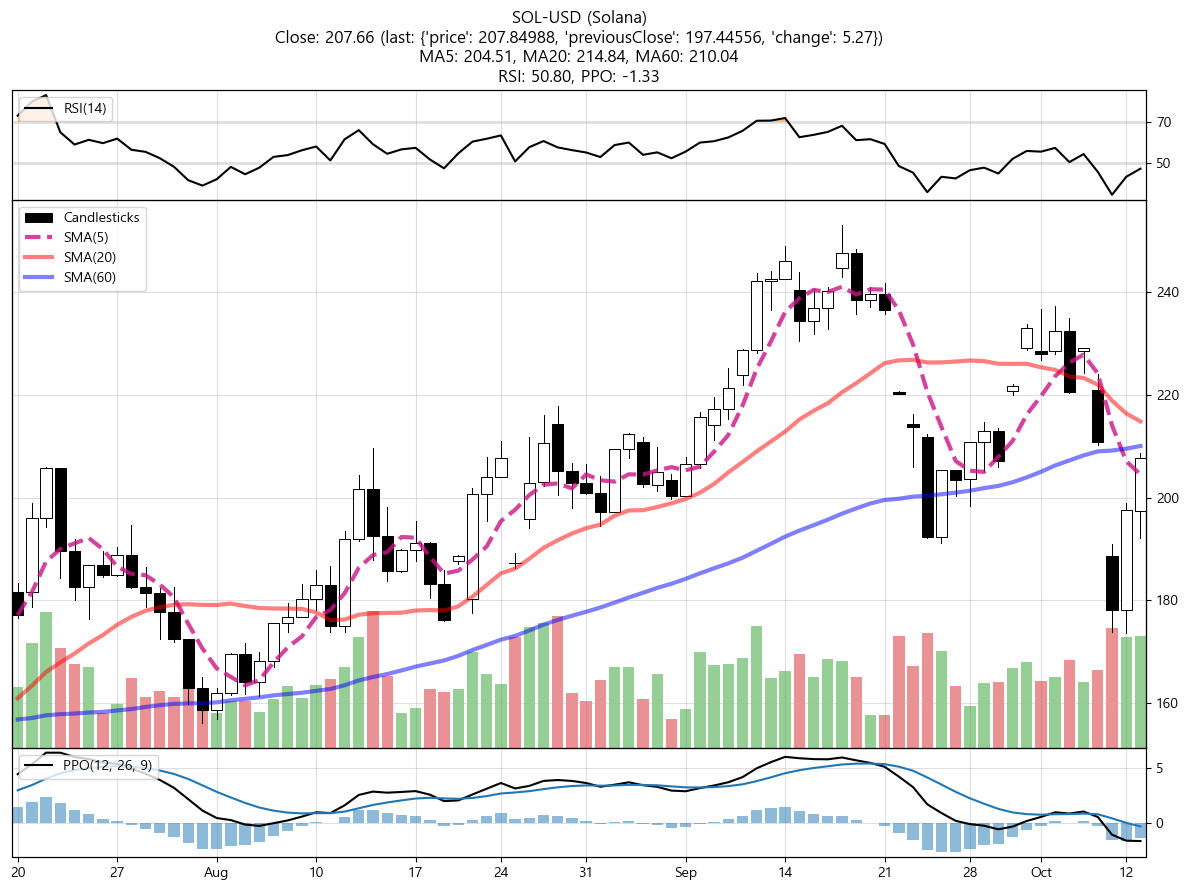 SOL-USD (Solana)
Close: 207.66 (last: {'price': 207.84988, 'previousClose': 197.44556, 'change': 5.27})
MA5: 204.51, MA20: 214.84, MA60: 210.04
RSI: 50.80, PPO: -1.33
RSI(14)
70
50
Candlesticks
SMA(5)
SMA(20)
SMA(60)
240
220
200
180
160
PPO(12, 26, 9)
5
0
20 27 Aug 10 17 24 31 Sep 14 21 28 Oct 12